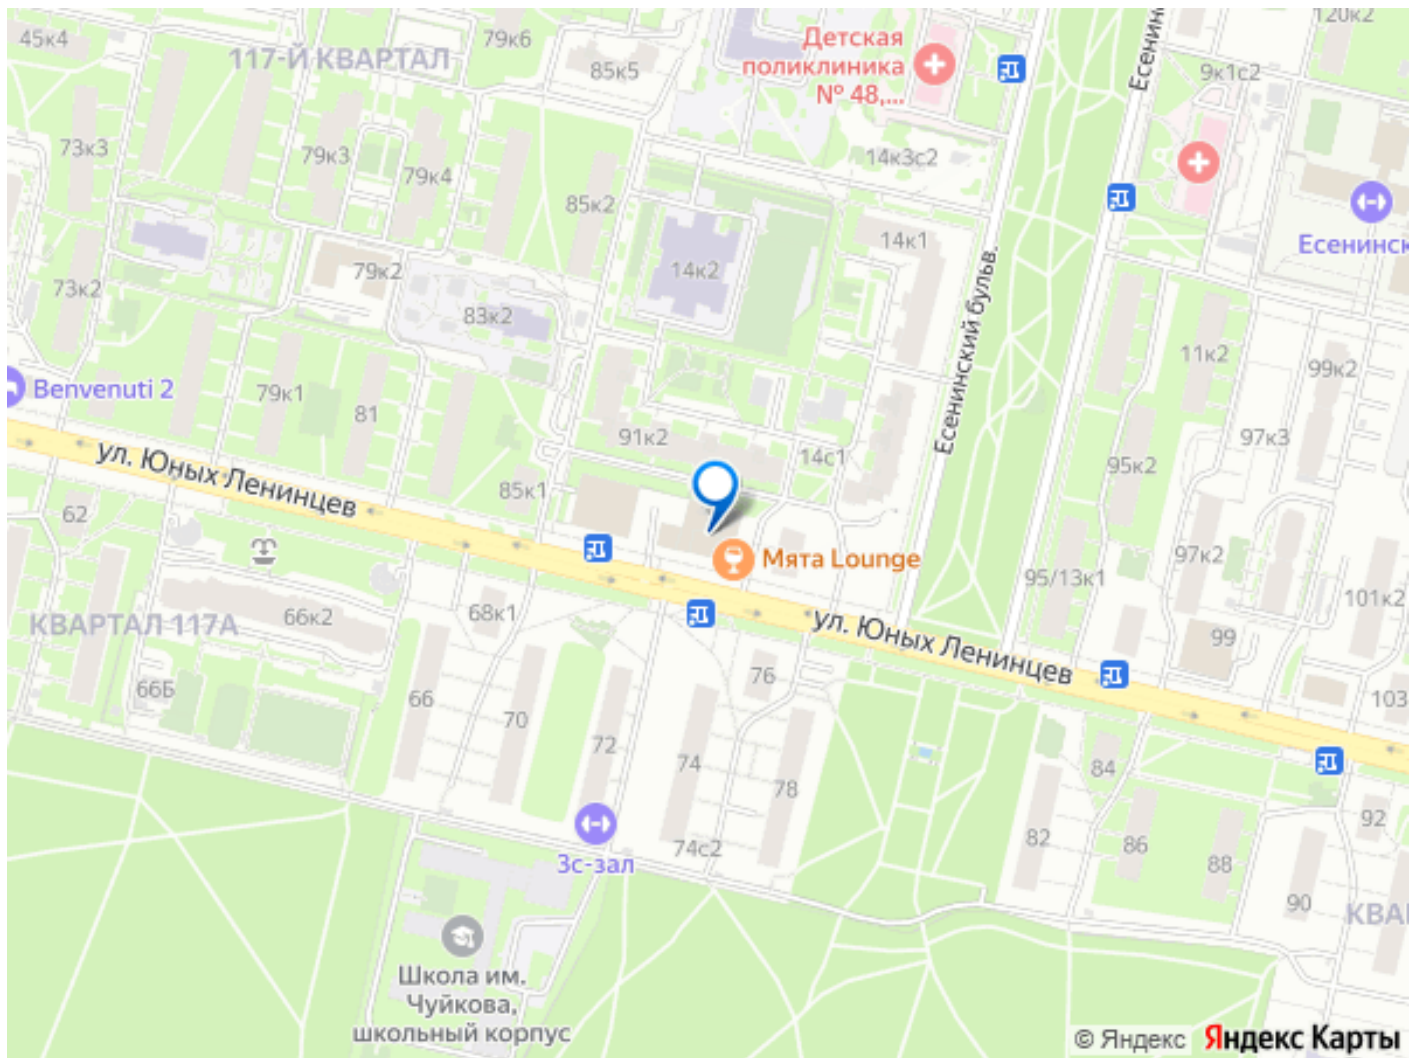 45к4
117-Й КВАРТАЛ
79к6
85к5
Детская
поликлиника
№ 48,...
Есенинс
120к2
9к1с2
73к3
79к3
79к4
14к3с2
85к2
14к1
Есенинск
73к2
79к2
14к2
83к2
Есенинский бульв.
11к2
99к2
Benvenuti 2
79к1
81
91к2
14с1
97к3
95к2
ул. Юных Ленинцев
85к1
62
Мята Lounge
97к2
95/13к1
101к2
КВАРТАЛ 117А
66к2
68к1
ул. Юных Ленинцев
99
66Б
66
70
76
103
72
74
78
84
82
86
88
92
74с2
3с-зал
90
КВА
Школа им.
Чуйкова,
школьный корпус
© Яндекс Яндекс Карты